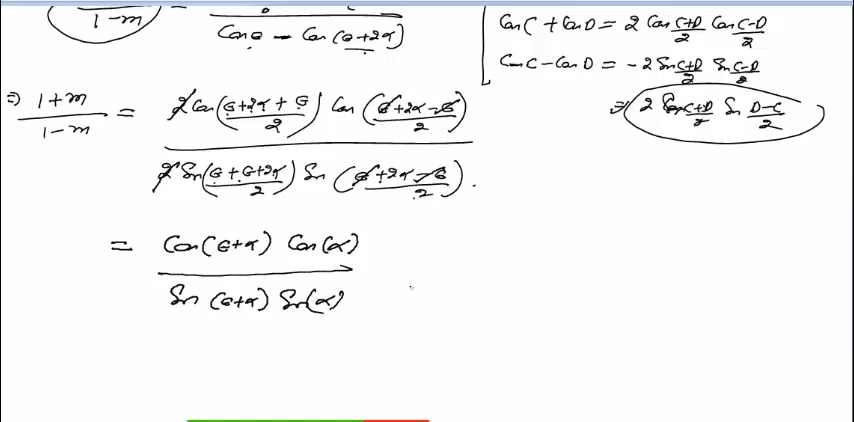 1-m
Cosθ - Cos(θ+2α)
CosC + CosD = 2 Cos C+D/2 Cos C-D/2
CosC - CosD = -2 Sin C+D/2 Sin C-D/2
⇒ 2 Sin C+D/2 Sin D-C/2
⇒ 1+m/1-m = 2Cos(θ+2α+θ/2) Cos(θ+2α-θ/2)
2Sin(θ+θ+2α/2) Sin(θ+2α-θ/2).
= Cos(θ+α) Cos(α)
Sin(θ+α) Sin(α)